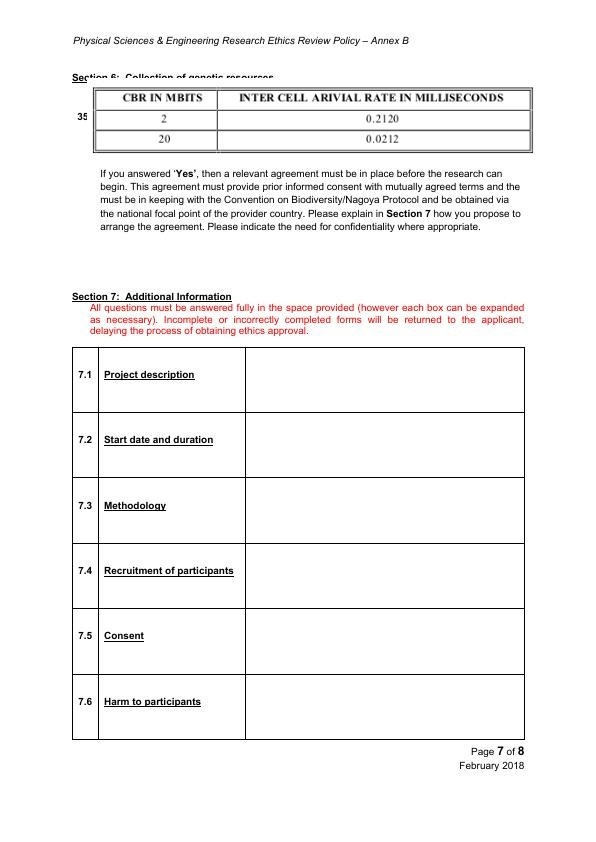 Physical Sciences & Engineering Research Ethics Review Policy – Annex B
Section 6: Collection of genetic resources
CBR IN MBITS INTER CELL ARIVIAL RATE IN MILLISECONDS
35
2 0.2120
20 0.0212
If you answered ‘Yes’, then a relevant agreement must be in place before the research can
begin. This agreement must provide prior informed consent with mutually agreed terms and the
must be in keeping with the Convention on Biodiversity/Nagoya Protocol and be obtained via
the national focal point of the provider country. Please explain in Section 7 how you propose to
arrange the agreement. Please indicate the need for confidentiality where appropriate.
Section 7: Additional Information
All questions must be answered fully in the space provided (however each box can be expanded
as necessary). Incomplete or incorrectly completed forms will be returned to the applicant,
delaying the process of obtaining ethics approval.
7.1 Project description
7.2 Start date and duration
7.3 Methodology
7.4 Recruitment of participants
7.5 Consent
7.6 Harm to participants
Page 7 of 8
February 2018